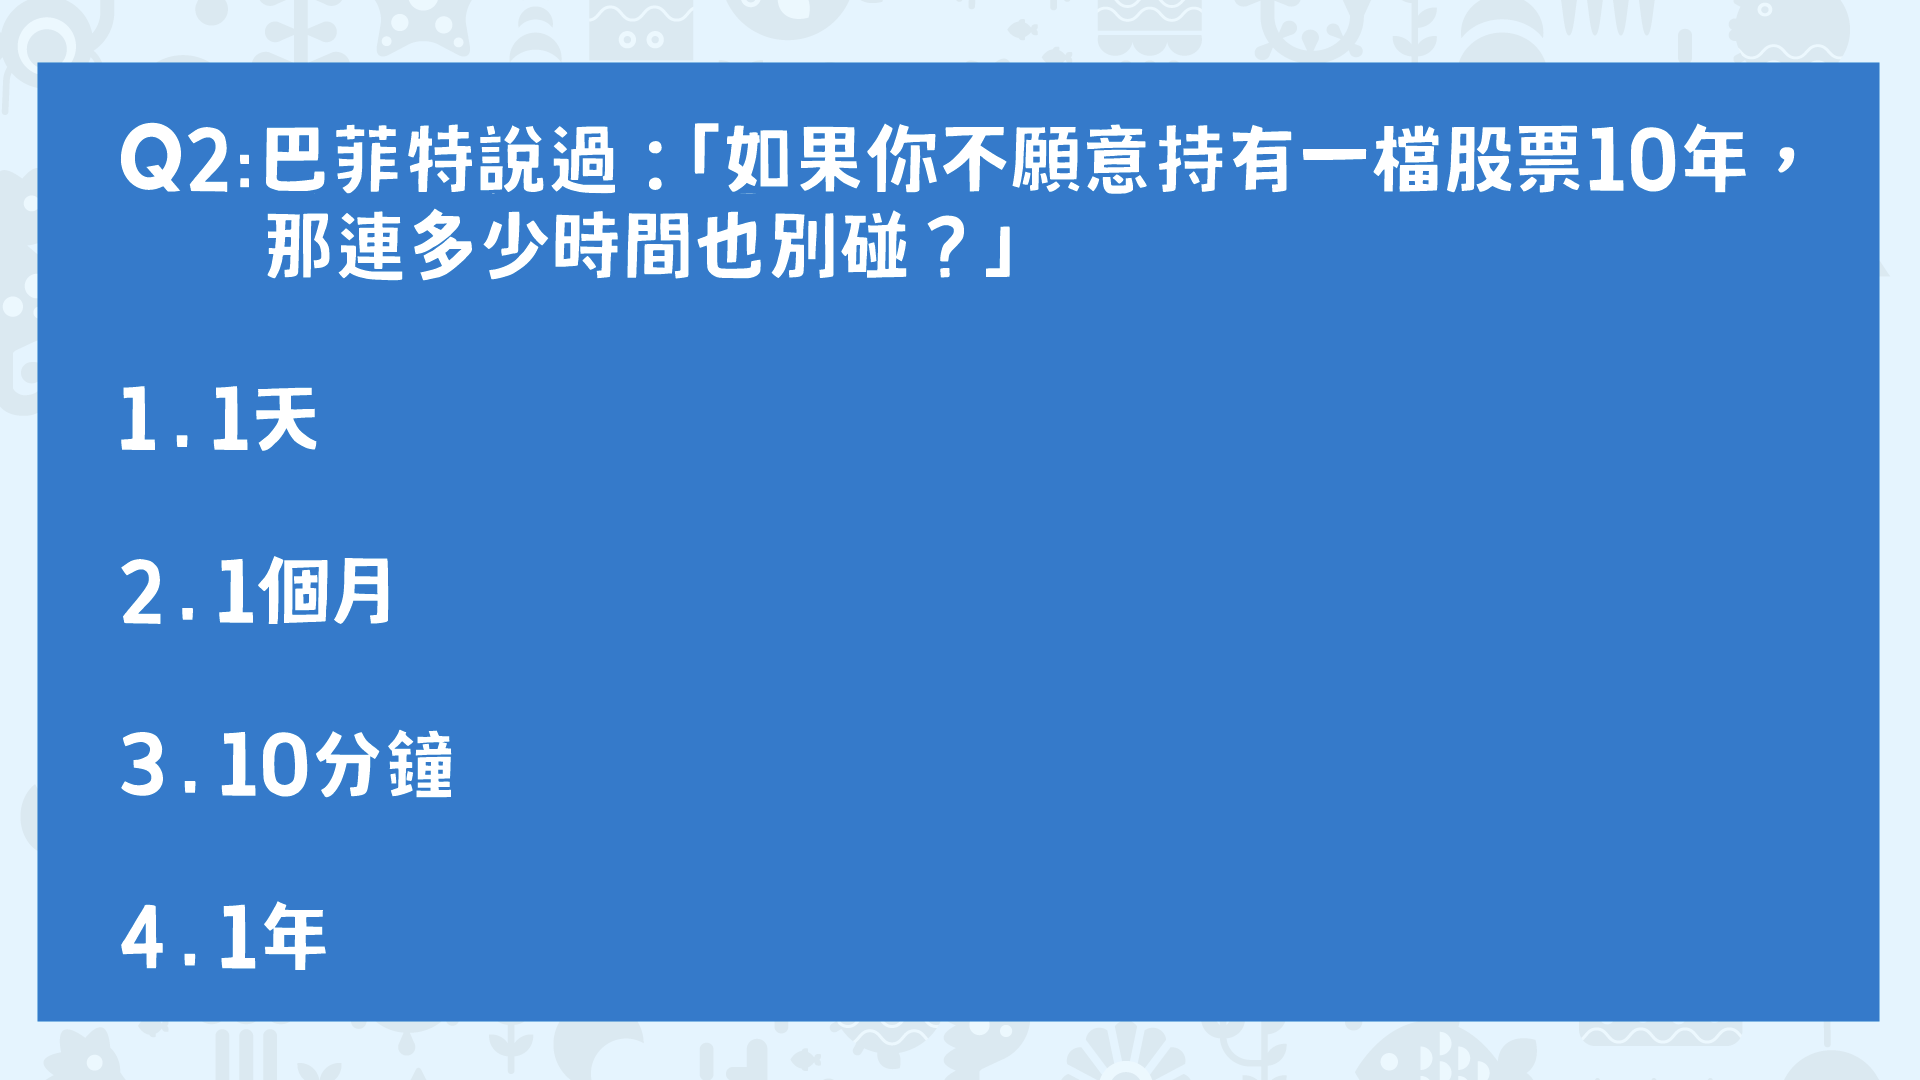 Q2:巴菲特說過：「如果你不願意持有一檔股票10年，
那連多少時間也別碰？」
1.1天
2.1個月
3.10分鐘
4.1年